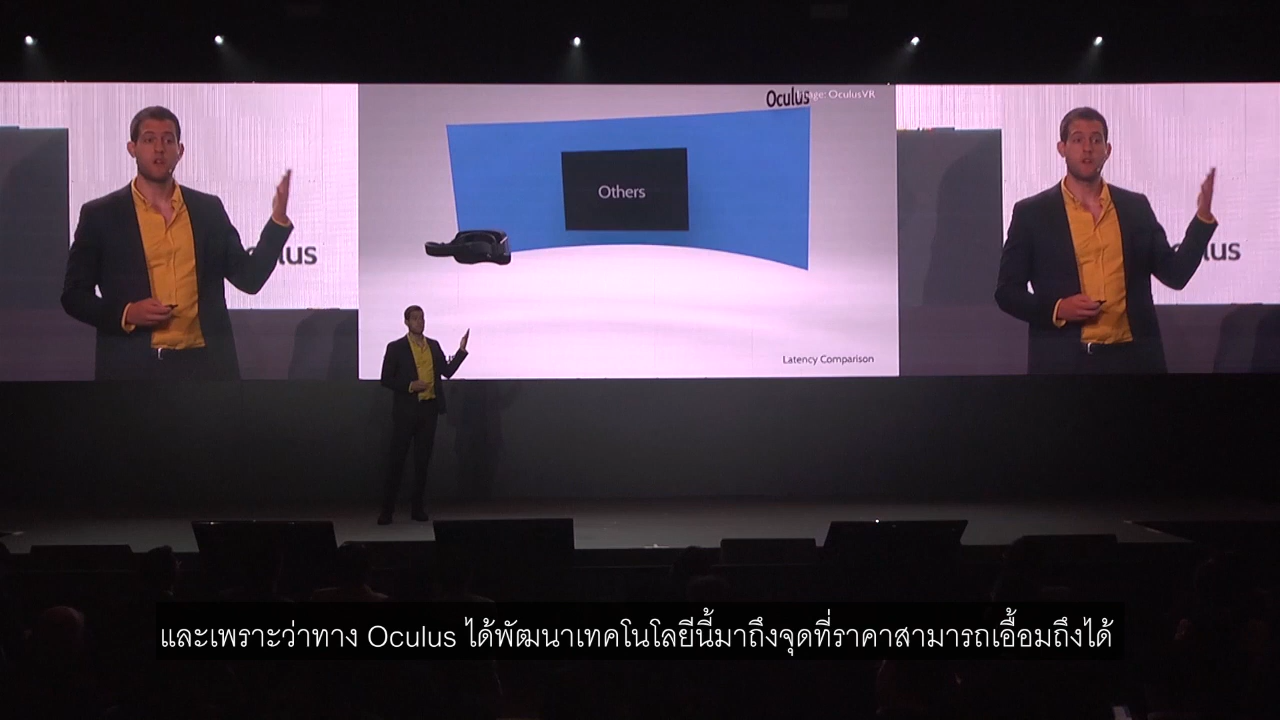 Oculus
Image: OculusVR
Others
Latency Comparison
และเพราะว่าทาง Oculus ได้พัฒนาเทคโนโลยีนี้มาถึงจุดที่ราคาสามารถเอื้อมถึงได้